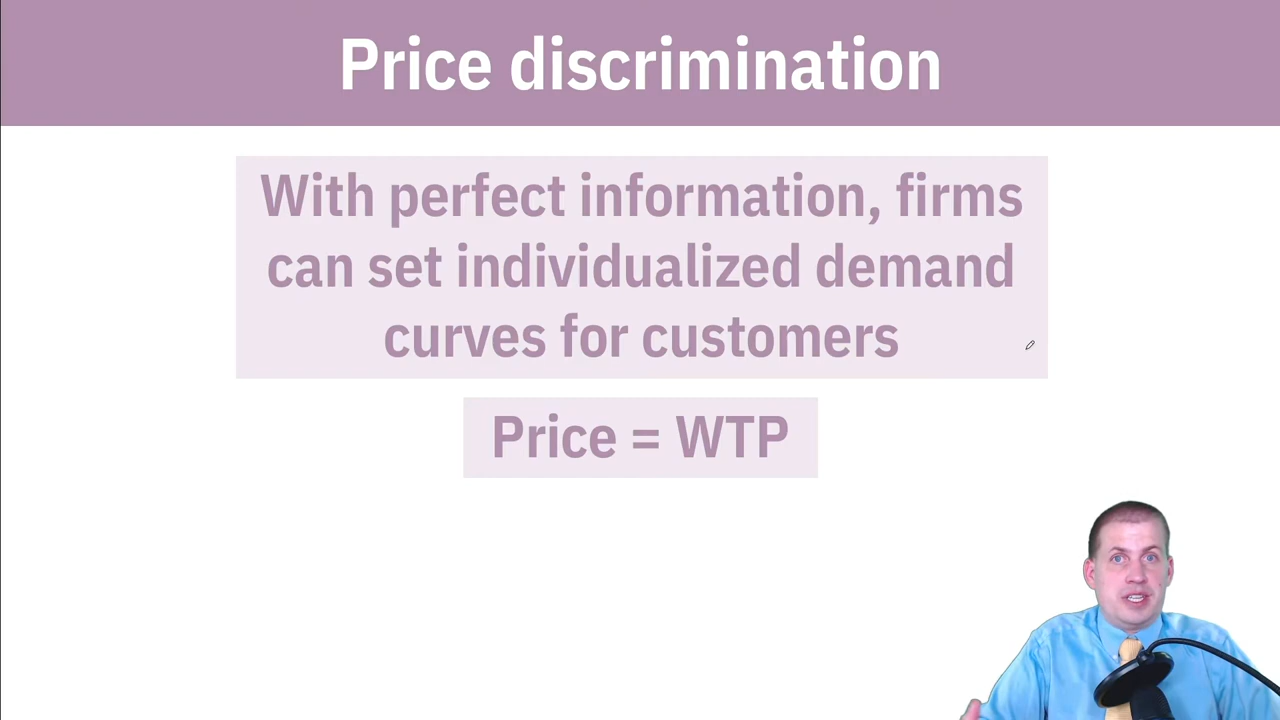 Price discrimination
With perfect information, firms
can set individualized demand
curves for customers
Price = WTP